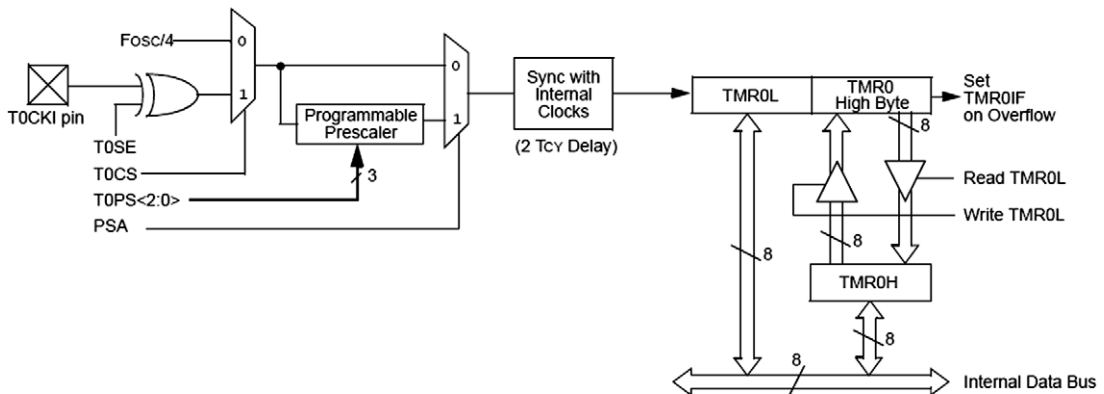 FOSC/4
0
1
T0CKI pin
T0SE
T0CS
T0PS<2:0>
PSA
Programmable
Prescaler
3
0
1
Sync with
Internal
Clocks
(2 TCY Delay)
TMR0L
TMR0
High Byte
Set
TMR0IF
on Overflow
8
Read TMR0L
Write TMR0L
8
8
TMR0H
8
8
Internal Data Bus